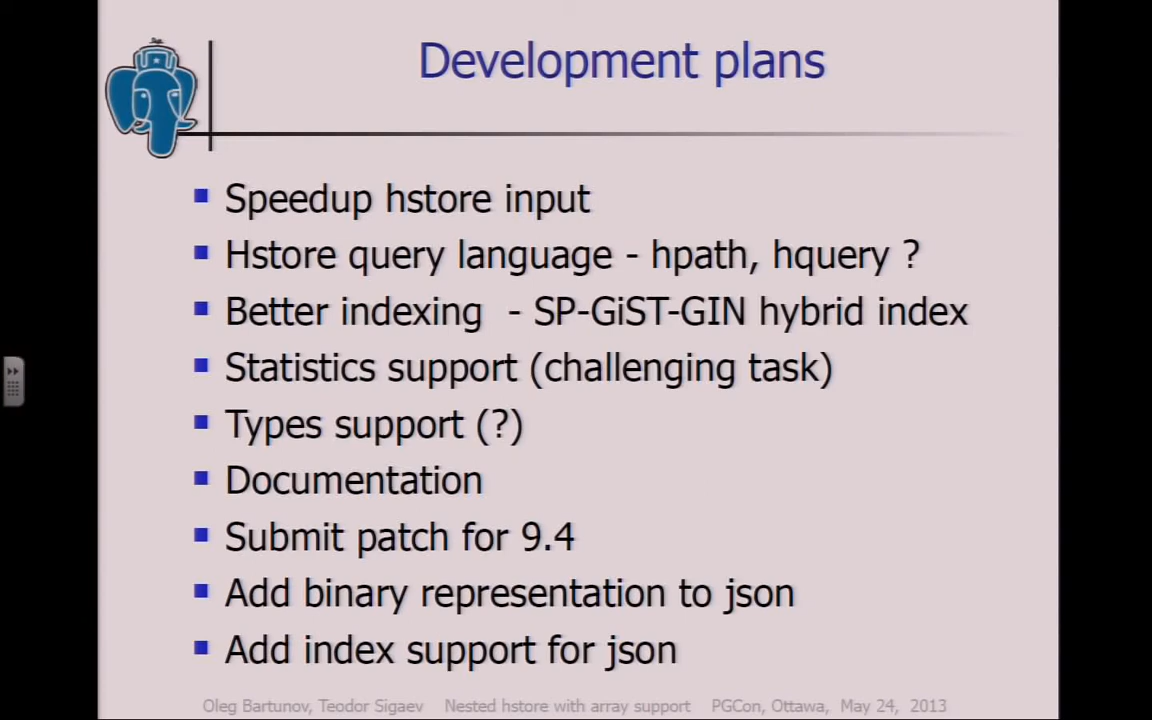 Development plans
Speedup hstore input
Hstore query language - hpath, hquery ?
Better indexing - SP-GiST-GIN hybrid index
Statistics support (challenging task)
Types support (?)
Documentation
Submit patch for 9.4
Add binary representation to json
Add index support for json
Oleg Bartunov, Teodor Sigaev Nested hstore with array support PGCon, Ottawa, May 24, 2013